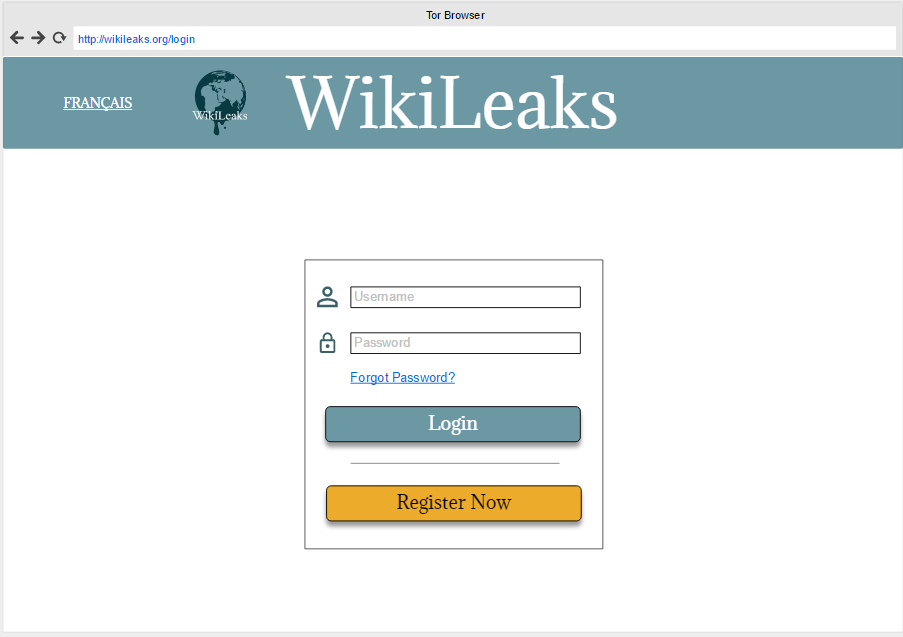 Tor Browser
http://wikileaks.org/login
FRANÇAIS
WikiLeaks
WikiLeaks
Username
Password
Forgot Password?
Login
Register Now